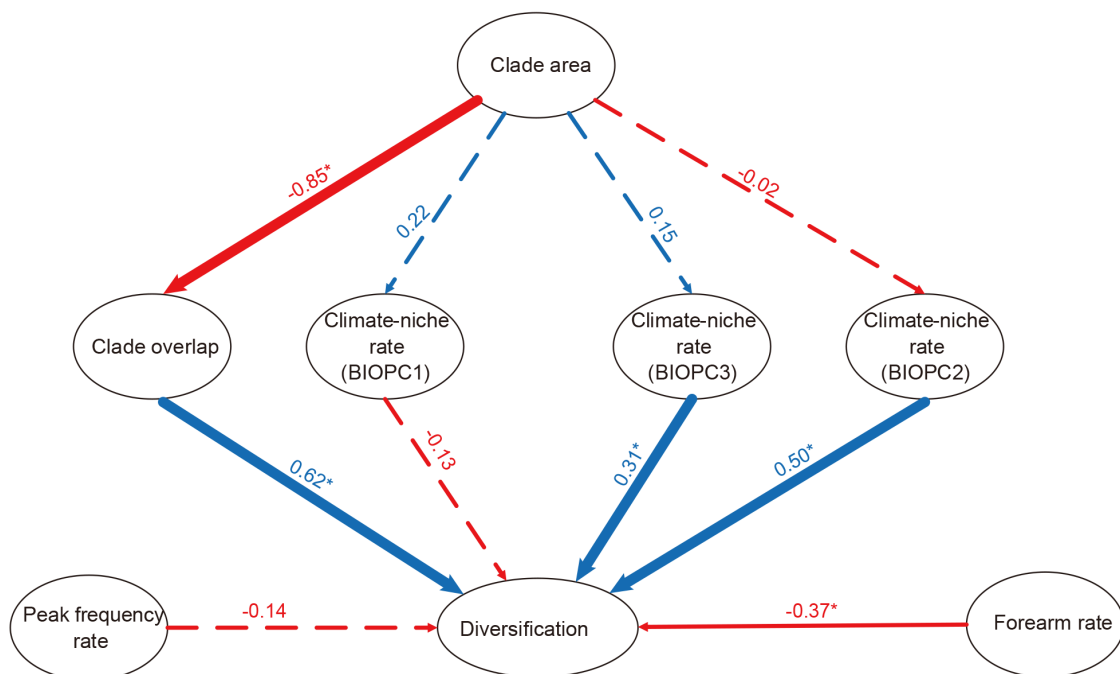 Clade area
-0.85*
0.22
0.15
-0.02
Clade overlap
Climate-niche
rate
(BIOPC1)
Climate-niche
rate
(BIOPC3)
Climate-niche
rate
(BIOPC2)
0.62*
-0.13
0.31*
0.50*
Peak frequency
rate
-0.14
Diversification
-0.37*
Forearm rate